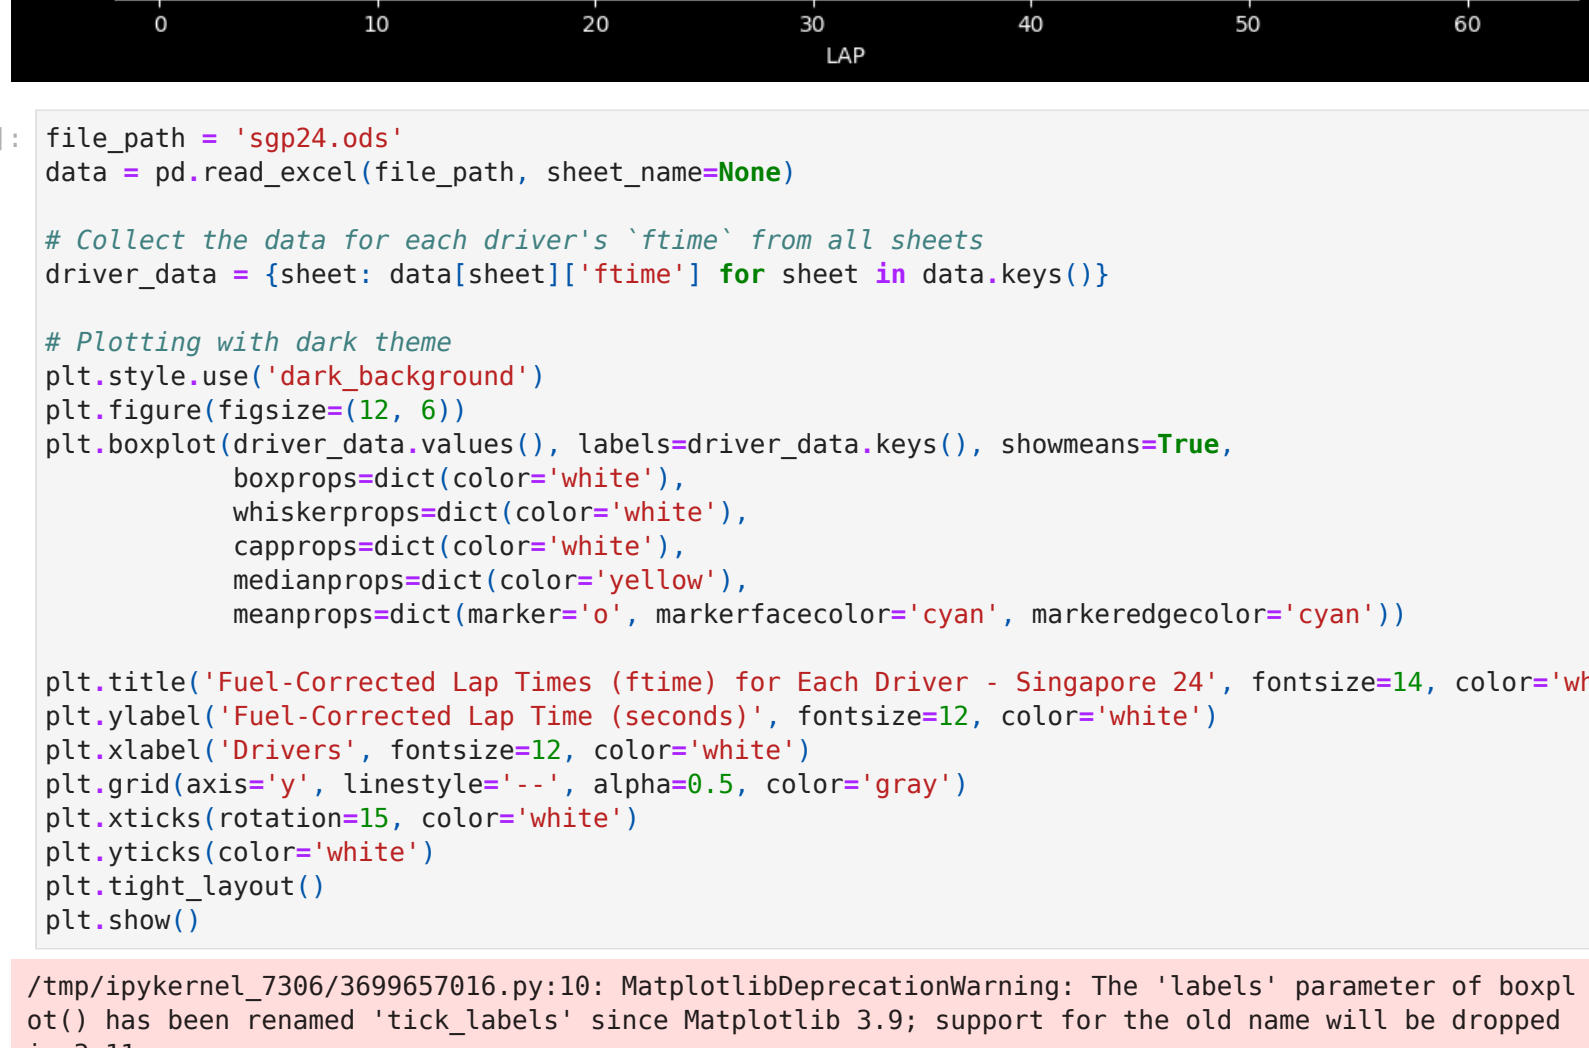 0 10 20 30 40 50 60
LAP
]:
file_path = 'sgp24.ods'
data = pd.read_excel(file_path, sheet_name=None)
# Collect the data for each driver's `ftime` from all sheets
driver_data = {sheet: data[sheet]['ftime'] for sheet in data.keys()}
# Plotting with dark theme
plt.style.use('dark_background')
plt.figure(figsize=(12, 6))
plt.boxplot(driver_data.values(), labels=driver_data.keys(), showmeans=True,
            boxprops=dict(color='white'),
            whiskerprops=dict(color='white'),
            capprops=dict(color='white'),
            medianprops=dict(color='yellow'),
            meanprops=dict(marker='o', markerfacecolor='cyan', markeredgecolor='cyan'))
plt.title('Fuel-Corrected Lap Times (ftime) for Each Driver - Singapore 24', fontsize=14, color='wh
plt.ylabel('Fuel-Corrected Lap Time (seconds)', fontsize=12, color='white')
plt.xlabel('Drivers', fontsize=12, color='white')
plt.grid(axis='y', linestyle='--', alpha=0.5, color='gray')
plt.xticks(rotation=15, color='white')
plt.yticks(color='white')
plt.tight_layout()
plt.show()
/tmp/ipykernel_7306/3699657016.py:10: MatplotlibDeprecationWarning: The 'labels' parameter of boxpl
ot() has been renamed 'tick_labels' since Matplotlib 3.9; support for the old name will be dropped